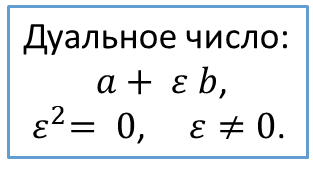 Дуальное число:
a + ε b,
ε² = 0, ε ≠ 0.